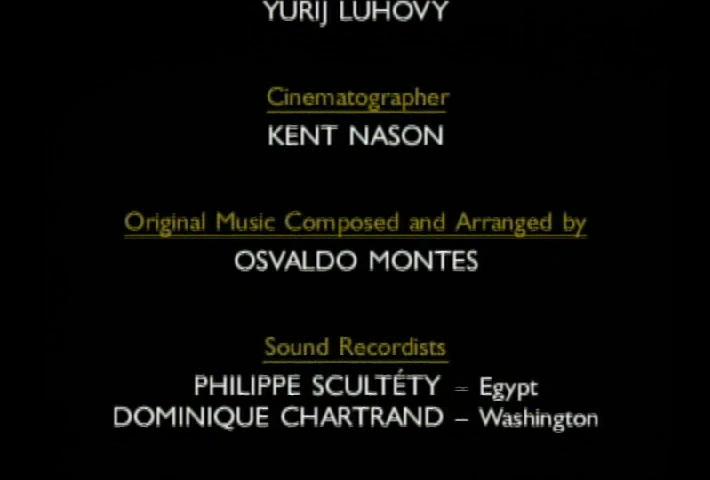 YURIJ LUHOVY
Cinematographer
KENT NASON
Original Music Composed and Arranged by
OSVALDO MONTES
Sound Recordists
PHILIPPE SCULTÉTY – Egypt
DOMINIQUE CHARTRAND – Washington